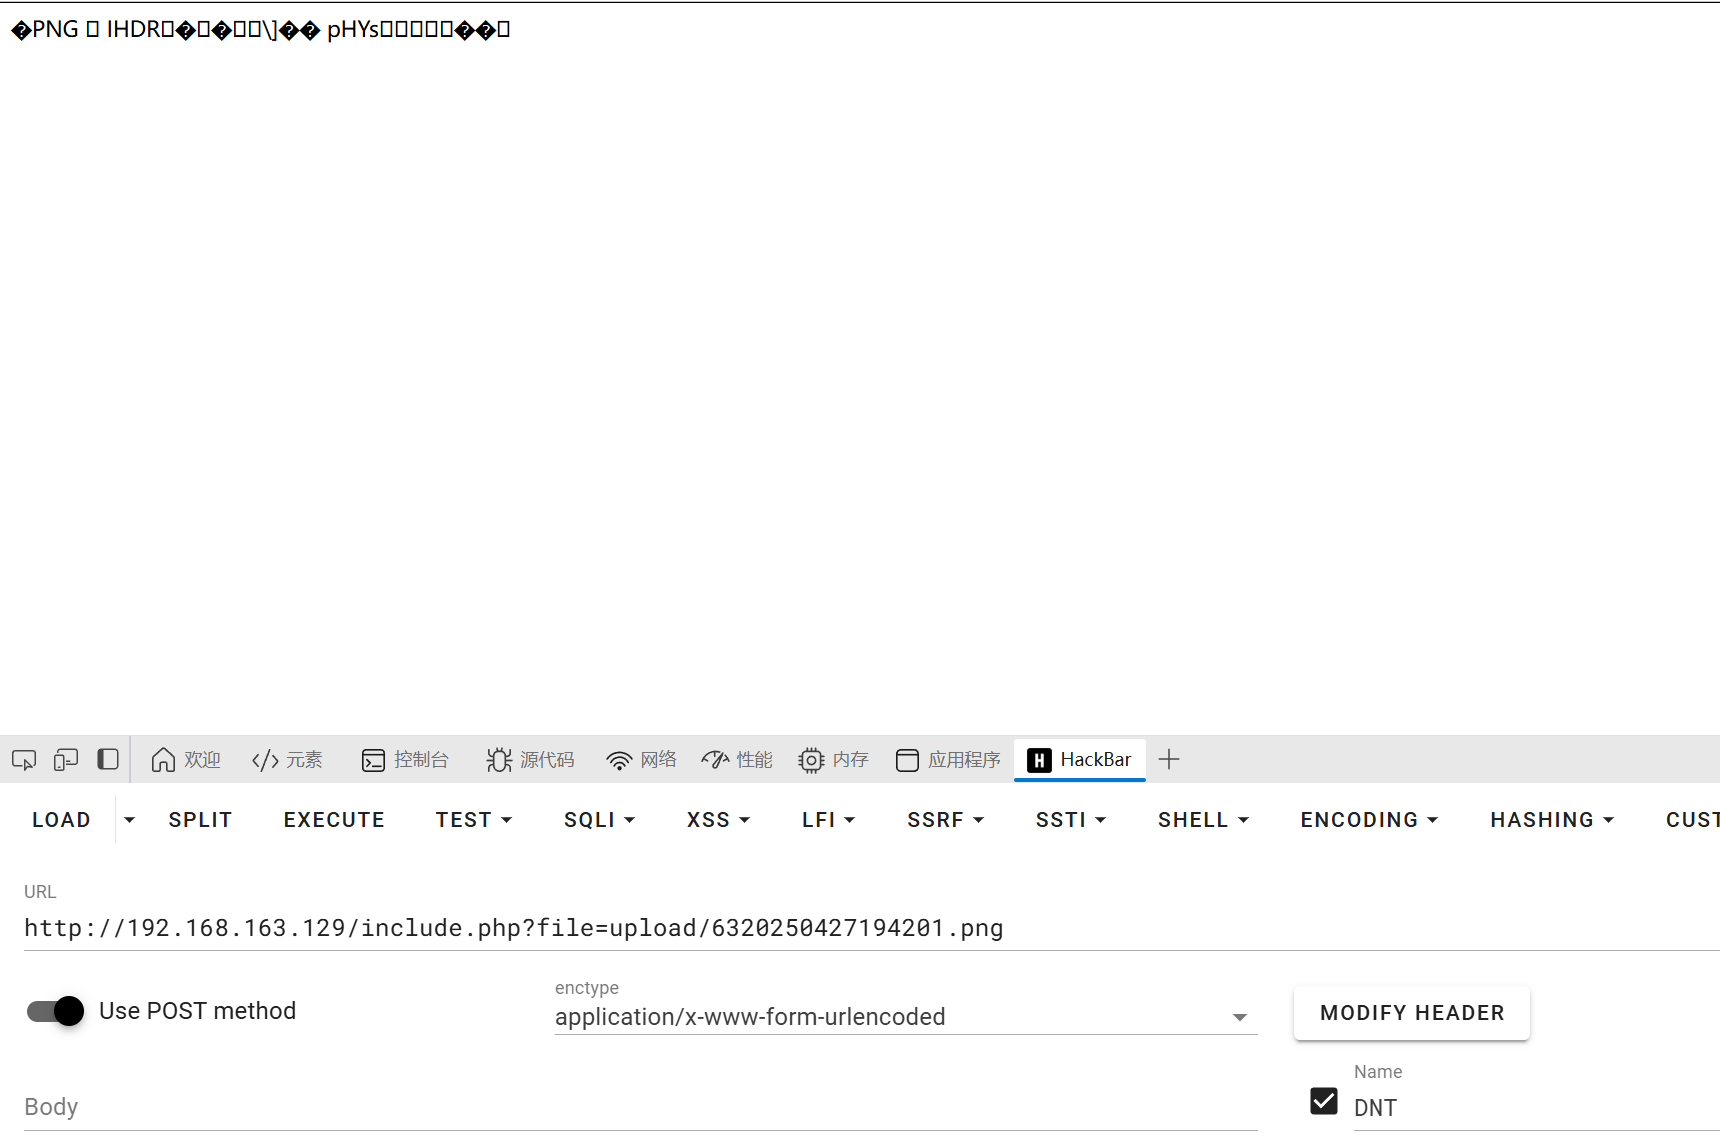 �PNG  IHDR��\]�� pHYs��
欢迎 元素 控制台 源代码 网络 性能 内存 应用程序 HackBar
LOAD SPLIT EXECUTE TEST SQLI XSS LFI SSRF SSTI SHELL ENCODING HASHING CUST
URL
http://192.168.163.129/include.php?file=upload/6320250427194201.png
Use POST method
enctype
application/x-www-form-urlencoded
MODIFY HEADER
Name
DNT
Body